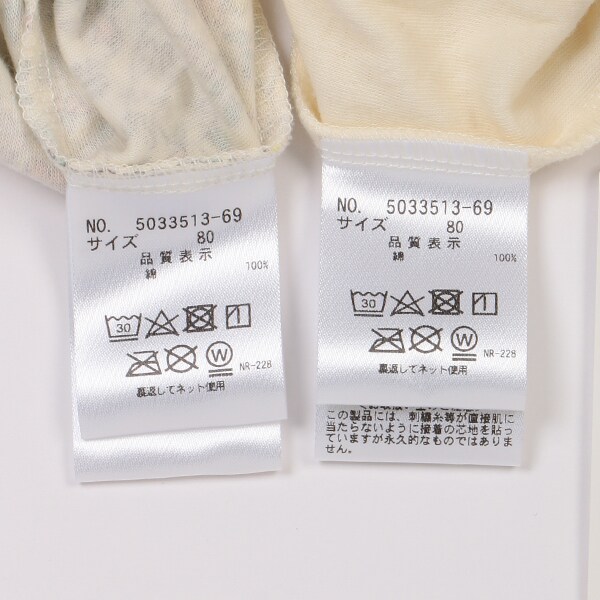 NO. 5033513-69
サイズ 80
品質表示
綿 100%
30
W
NR-228
裏返してネット使用
NO. 5033513-69
サイズ 80
品質表示
綿 100%
30
W
NR-228
裏返してネット使用
この製品には、刺繍糸等が直接肌に
当たらないように接着の芯地を貼っ
ていますが永久的なものではありま
せん。